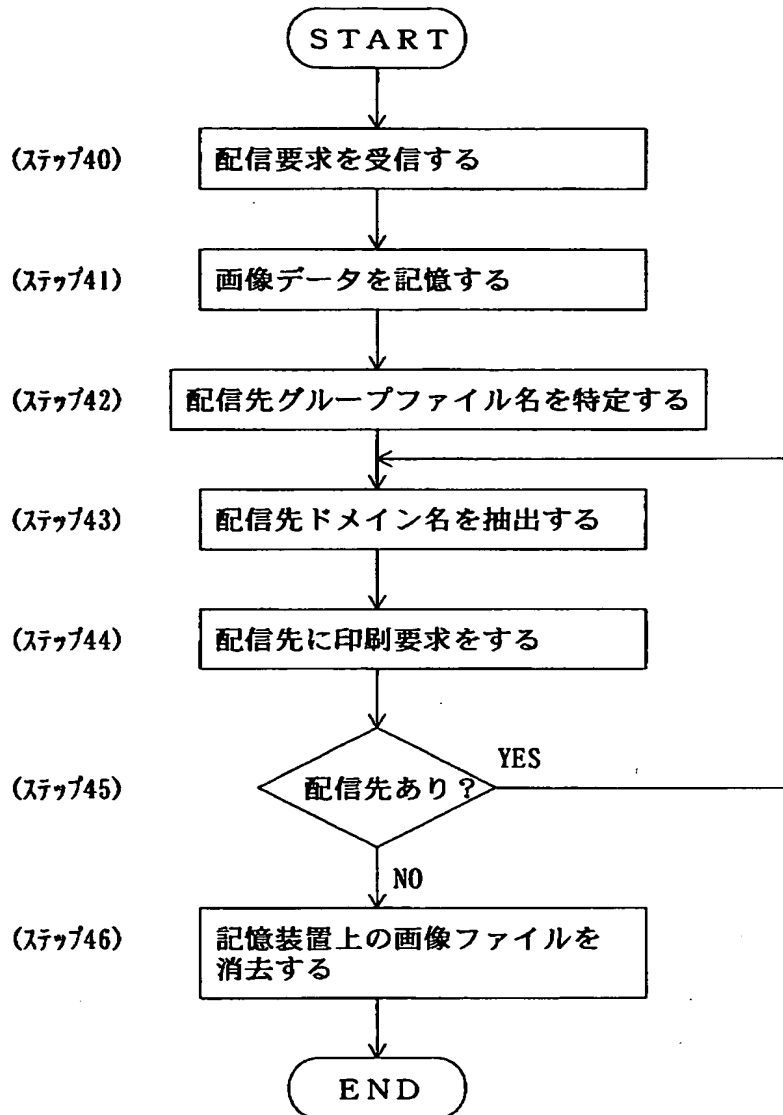 START
(ステップ40) 配信要求を受信する
(ステップ41) 画像データを記憶する
(ステップ42) 配信先グループファイル名を特定する
(ステップ43) 配信先ドメイン名を抽出する
(ステップ44) 配信先に印刷要求をする
YES
(ステップ45) 配信先あり?
NO
(ステップ46) 記憶装置上の画像ファイルを
消去する
END